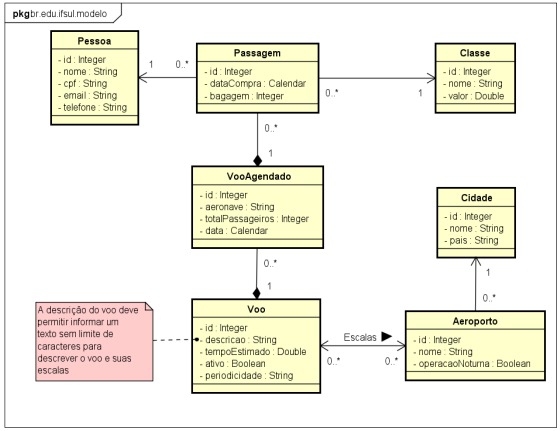 pkg br.edu.ifsul.modelo
Pessoa
- id : Integer
- nome : String
- cpf : String
- email : String
- telefone : String
1
0..*
Passagem
- id : Integer
- dataCompra : Calendar
- bagagem : Integer
0..*
1
Classe
- id : Integer
- nome : String
- valor : Double
0..*
1
VooAgendado
- id : Integer
- aeronave : String
- totalPassageiros : Integer
- data : Calendar
Cidade
- id : Integer
- nome : String
- pais : String
0..*
1
1
0..*
A descrição do voo deve
permitir informar um
texto sem limite de
caracteres para
descrever o voo e suas
escalas
Voo
- id : Integer
- descricao : String
- tempoEstimado : Double
- ativo : Boolean
- periodicidade : String
Escalas
0..*
0..*
Aeroporto
- id : Integer
- nome : String
- operacaoNoturna : Boolean